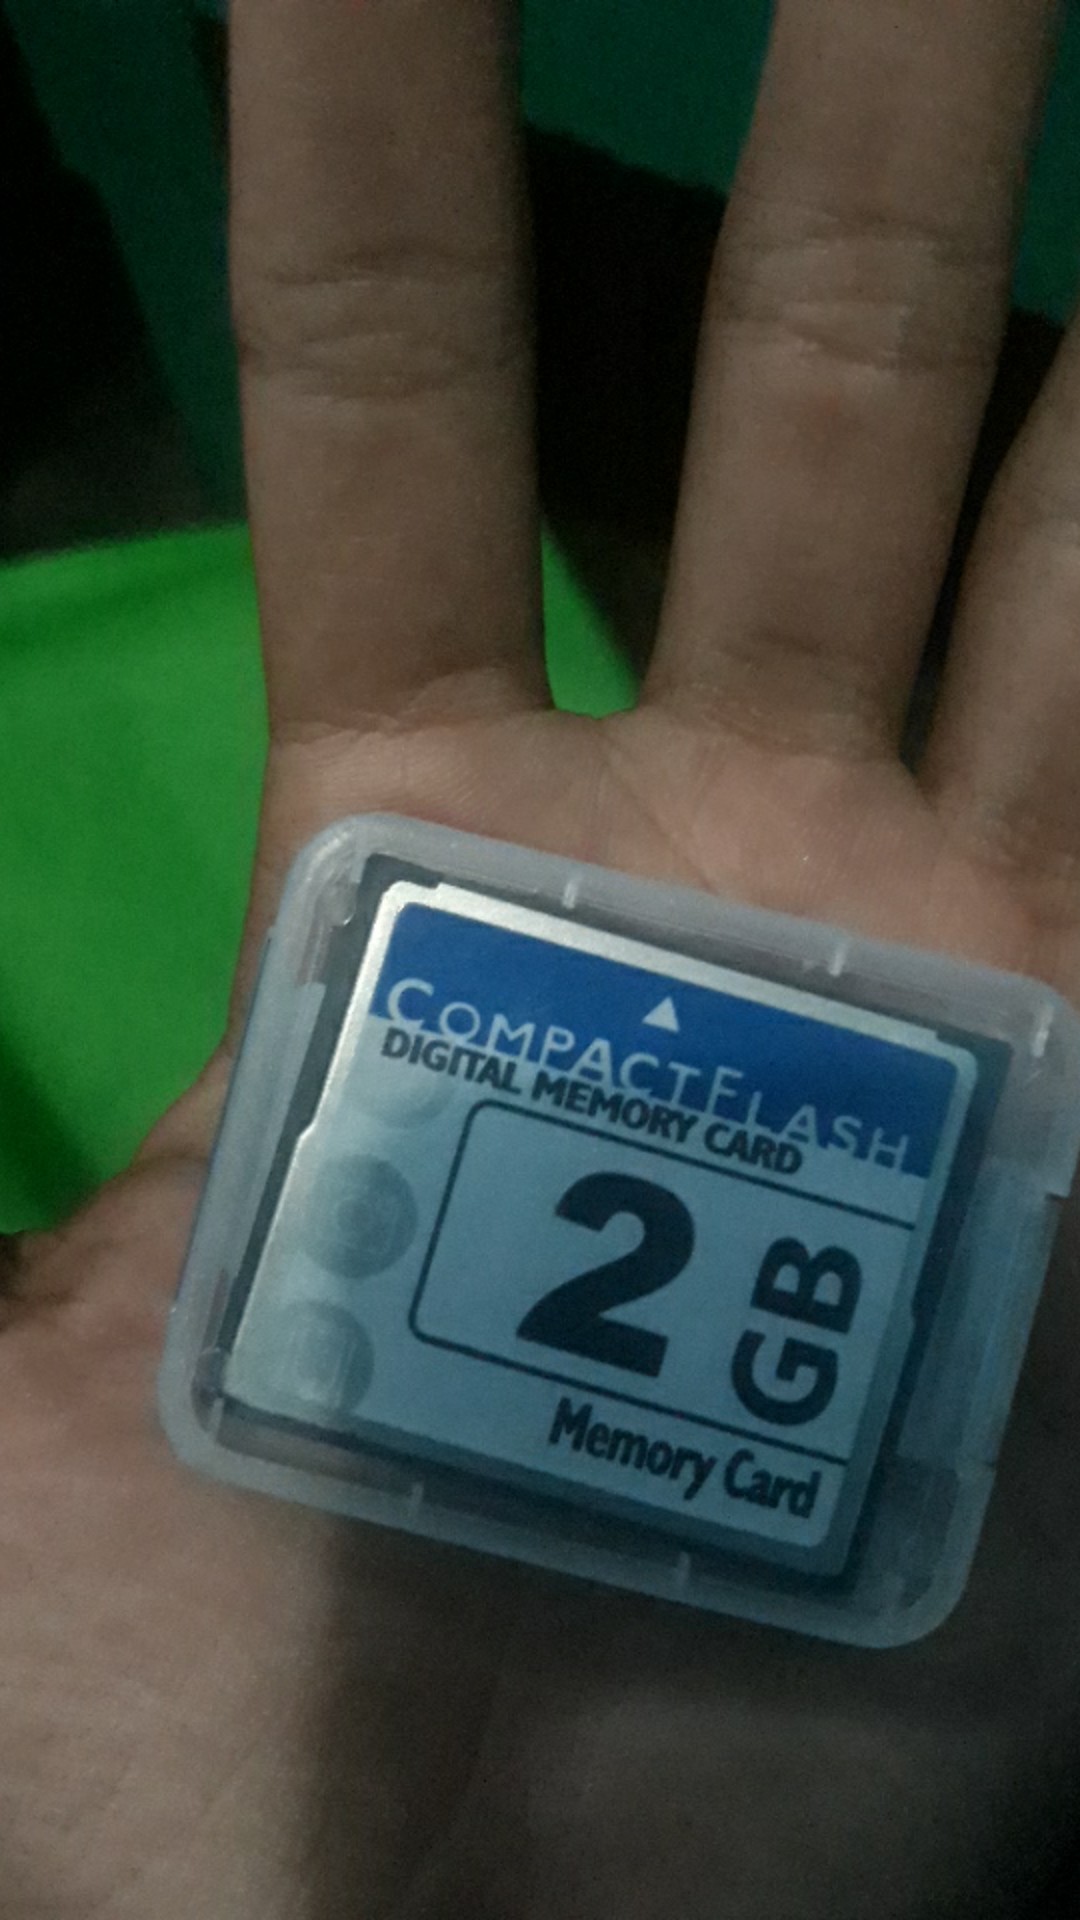 COMPACTFLASH
DIGITAL MEMORY CARD
2 GB
Memory Card